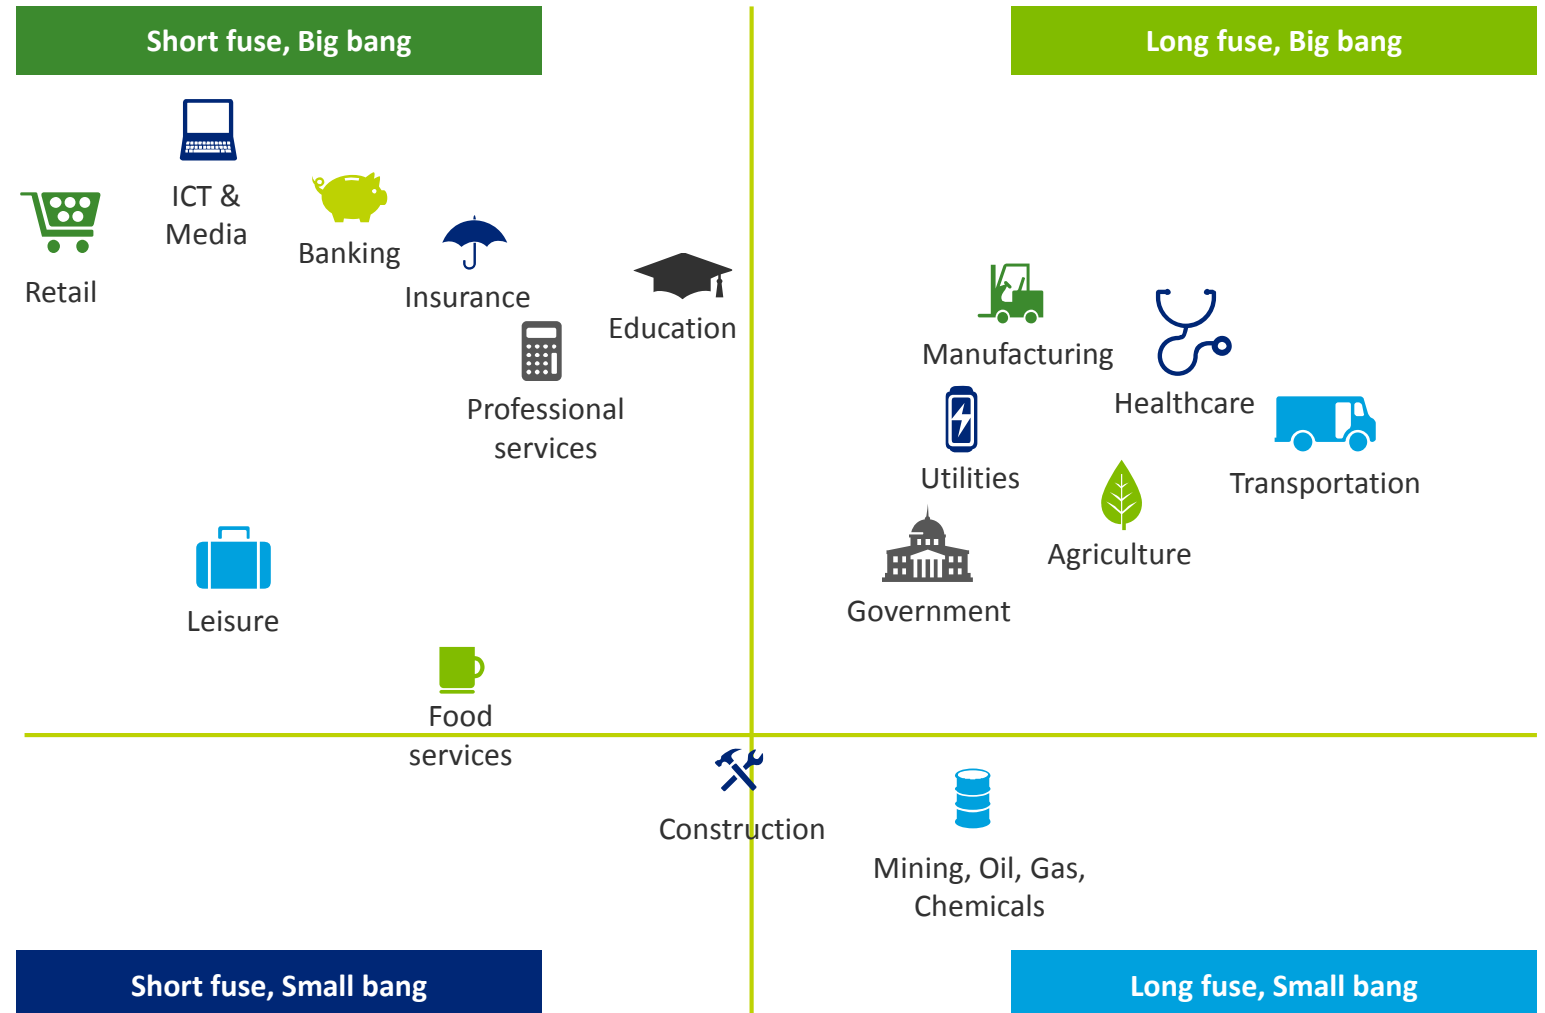 Short fuse, Big bang
Long fuse, Big bang
ICT &
Media
Banking
Retail
Insurance
Education
Professional
services
Manufacturing
Healthcare
Utilities
Transportation
Agriculture
Government
Leisure
Food
services
Construction
Mining, Oil, Gas,
Chemicals
Short fuse, Small bang
Long fuse, Small bang